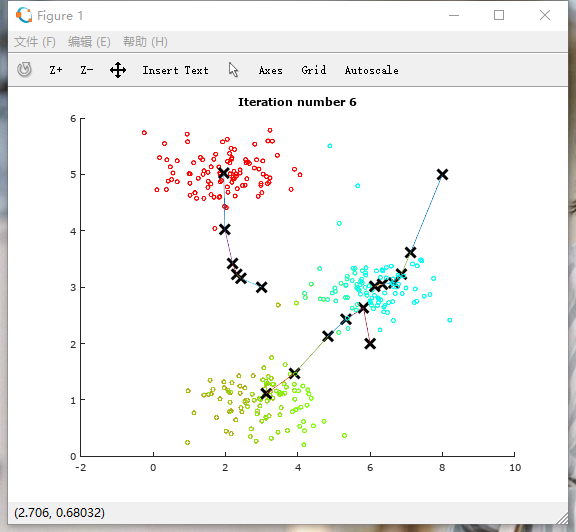 Figure 1
文件 (F) 编辑 (E) 帮助 (H)
Z+ Z- Insert Text Axes Grid Autoscale
Iteration number 6
6
5
4
3
2
1
0
-2 0 2 4 6 8 10
(2.706, 0.68032)